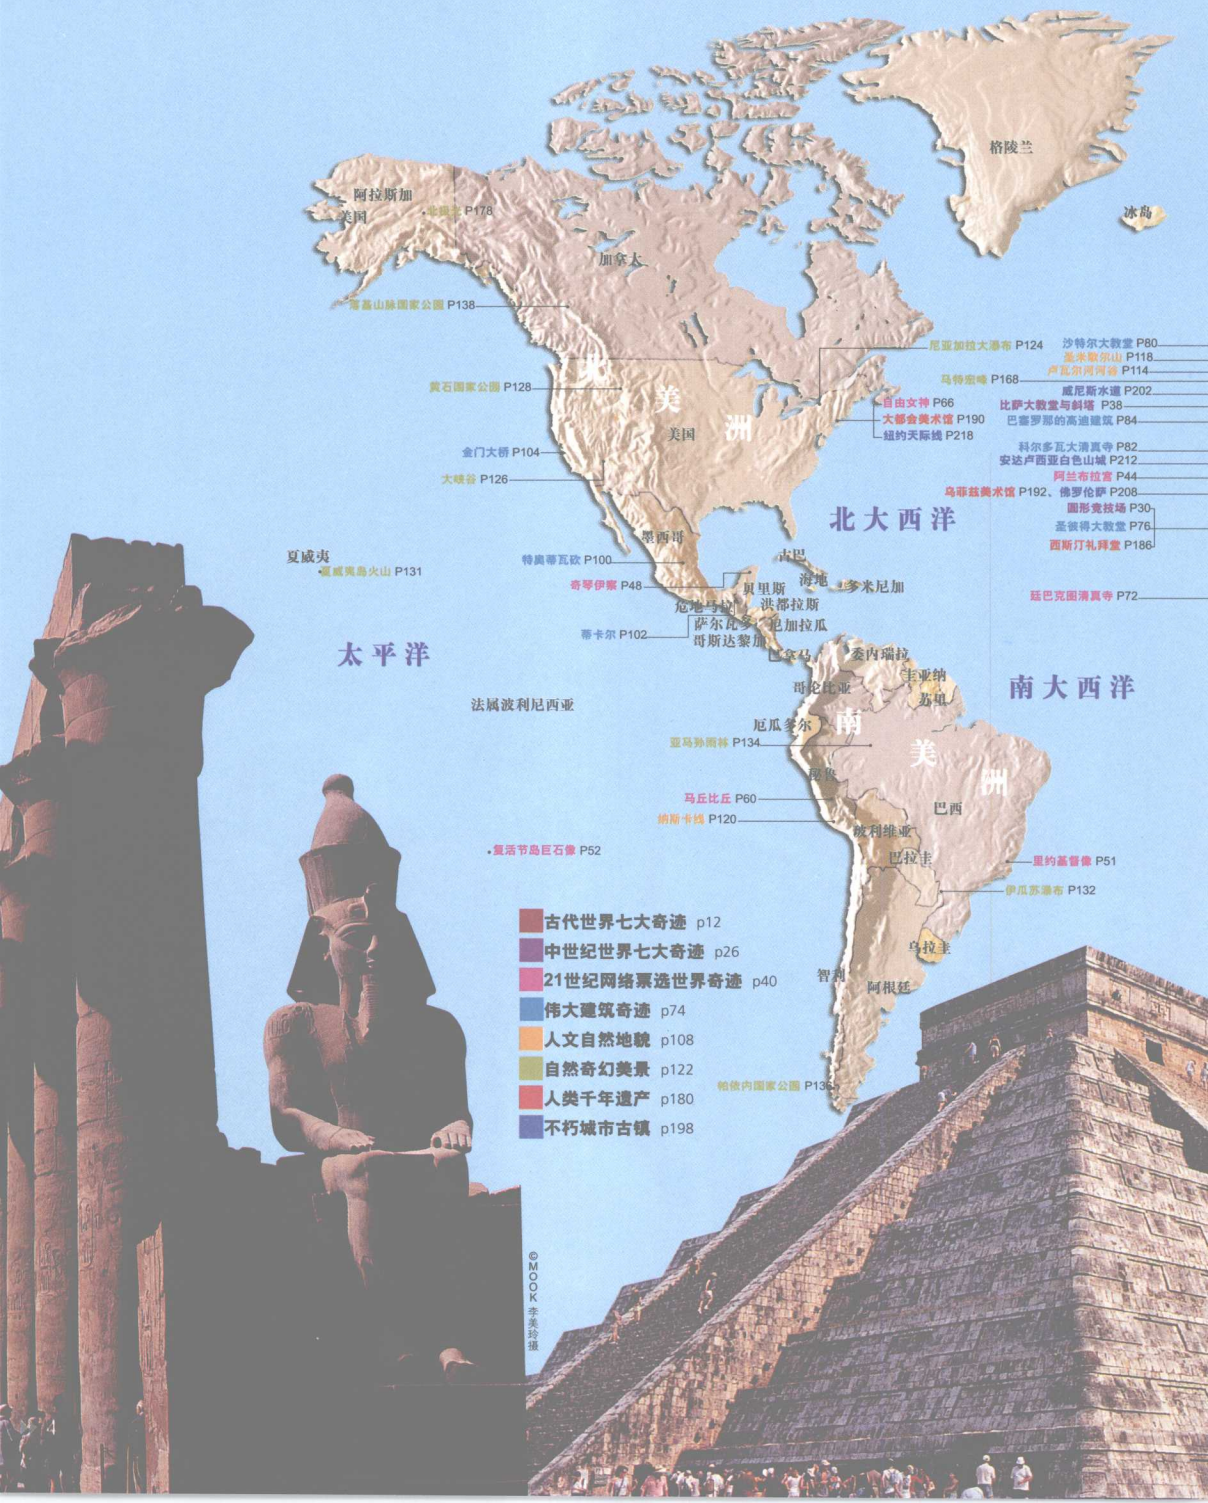 格陵兰
阿拉斯加
美国
P178
冰岛
加拿大
落基山脉国家公园 P138
尼亚加拉大瀑布 P124
沙特尔大教堂 P80
圣米歇尔山 P118
卢瓦尔河河谷 P114
马特宏峰 P168
黄石国家公园 P128
威尼斯水道 P202
自由女神 P66
比萨大教堂与斜塔 P38
大都会美术馆 P190
巴塞罗那的高迪建筑 P84
纽约天际线 P218
北
美
洲
美国
科尔多瓦大清真寺 P82
金门大桥 P104
安达卢西亚白色山城 P212
大峡谷 P126
阿兰布拉宫 P44
乌菲兹美术馆 P192、佛罗伦萨 P208
圆形竞技场 P30
北大西洋
圣彼得大教堂 P76
墨西哥
西斯汀礼拜堂 P186
夏威夷
夏威夷岛火山 P131
特奥蒂瓦砍 P100
古巴
海地
多米尼加
奇琴伊察 P48
贝里斯
廷巴克图清真寺 P72
危地马拉
洪都拉斯
萨尔瓦多
尼加拉瓜
蒂卡尔 P102
哥斯达黎加
巴拿马
太平洋
委内瑞拉
圭亚纳
苏里
哥伦比亚
南大西洋
法属波利尼西亚
厄瓜多尔
南
美
洲
亚马孙雨林 P134
秘鲁
马丘比丘 P60
巴西
纳斯卡线 P120
玻利维亚
复活节岛巨石像 P52
巴拉圭
里约基督像 P51
伊瓜苏瀑布 P132
乌拉圭
智利
阿根廷
古代世界七大奇迹 p12
中世纪世界七大奇迹 p26
21世纪网络票选世界奇迹 p40
伟大建筑奇迹 p74
人文自然地貌 p108
自然奇幻美景 p122
人类千年遗产 p180
不朽城市古镇 p198
帕依内国家公园 P136
©MOOK 李美玲摄